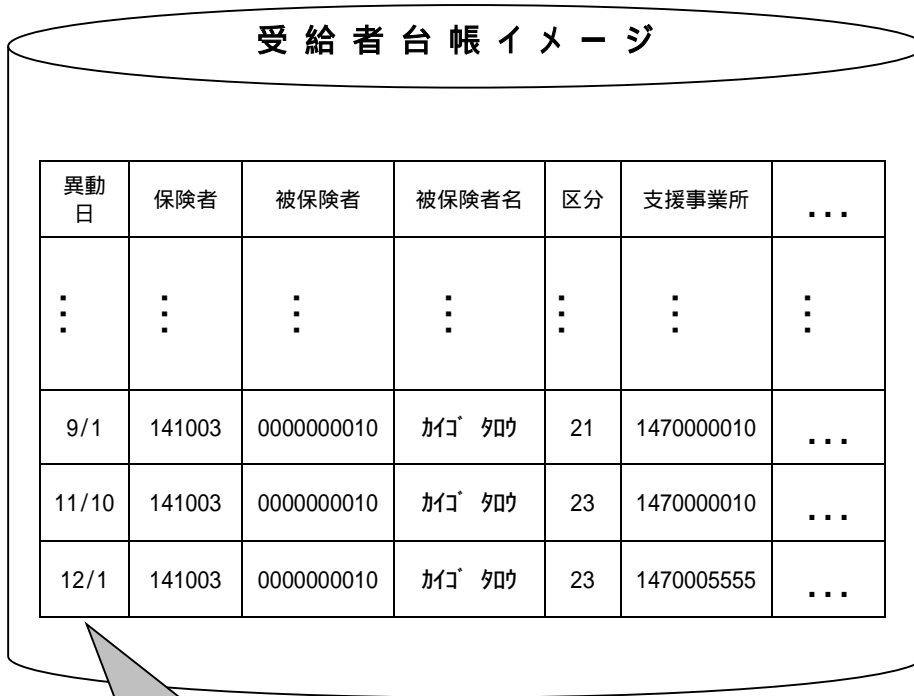 受給者台帳イメージ
異動日 保険者 被保険者 被保険者名 区分 支援事業所 ...
︙ ︙ ︙ ︙ ︙ ︙ ︙
9/1 141003 0000000010 ｶｲｺﾞ ﾀﾛｳ 21 1470000010 ...
11/10 141003 0000000010 ｶｲｺﾞ ﾀﾛｳ 23 1470000010 ...
12/1 141003 0000000010 ｶｲｺﾞ ﾀﾛｳ 23 1470005555 ...